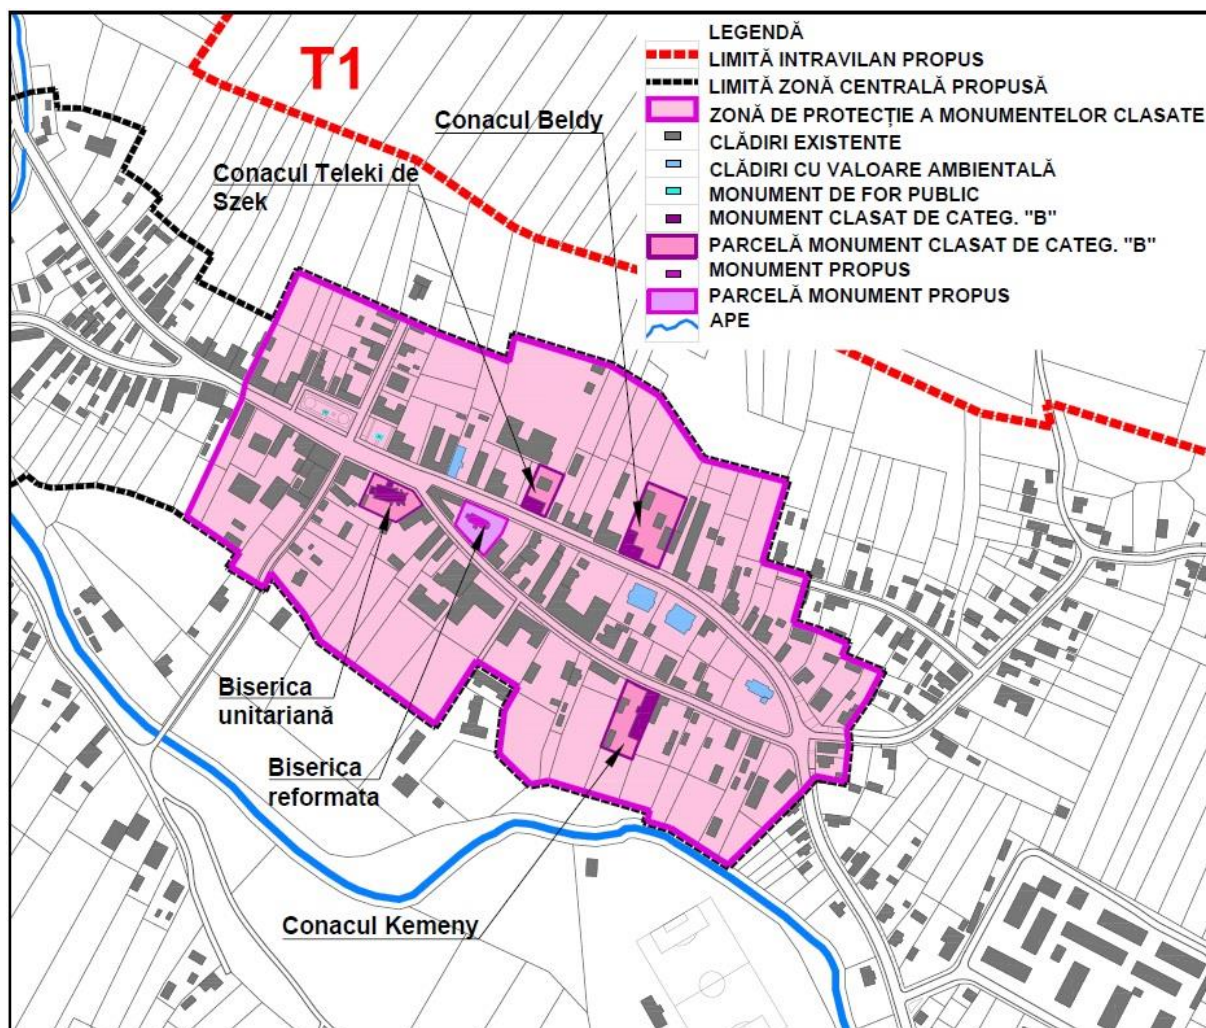 T1
LEGENDĂ
LIMITĂ INTRAVILAN PROPUS
LIMITĂ ZONĂ CENTRALĂ PROPUSĂ
ZONĂ DE PROTECȚIE A MONUMENTELOR CLASATE
CLĂDIRI EXISTENTE
CLĂDIRI CU VALOARE AMBIENTALĂ
MONUMENT DE FOR PUBLIC
MONUMENT CLASAT DE CATEG. "B"
PARCELĂ MONUMENT CLASAT DE CATEG. "B"
MONUMENT PROPUS
PARCELĂ MONUMENT PROPUS
APE
Conacul Beldy
Conacul Teleki de
Szek
Biserica
unitariană
Biserica
reformata
Conacul Kemeny